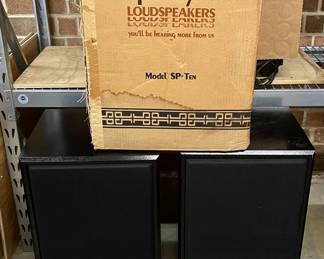 LOUDSPEAKERS
you'll be hearing more from us
Model SP-Ten